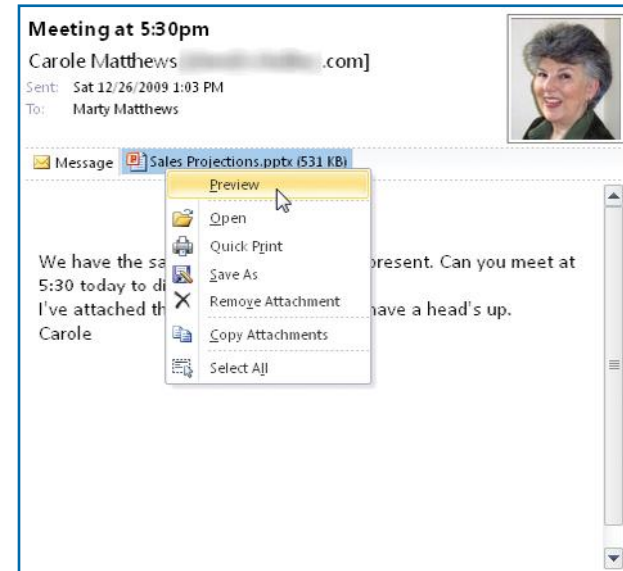 Meeting at 5:30pm
Carole Matthews .com]
Sent: Sat 12/26/2009 1:03 PM
To: Marty Matthews
Message Sales Projections.pptx (531 KB)
Preview
Open
Quick Print
Save As
Remove Attachment
Copy Attachments
Select All
We have the sa present. Can you meet at
5:30 today to di
I've attached th have a head's up.
Carole